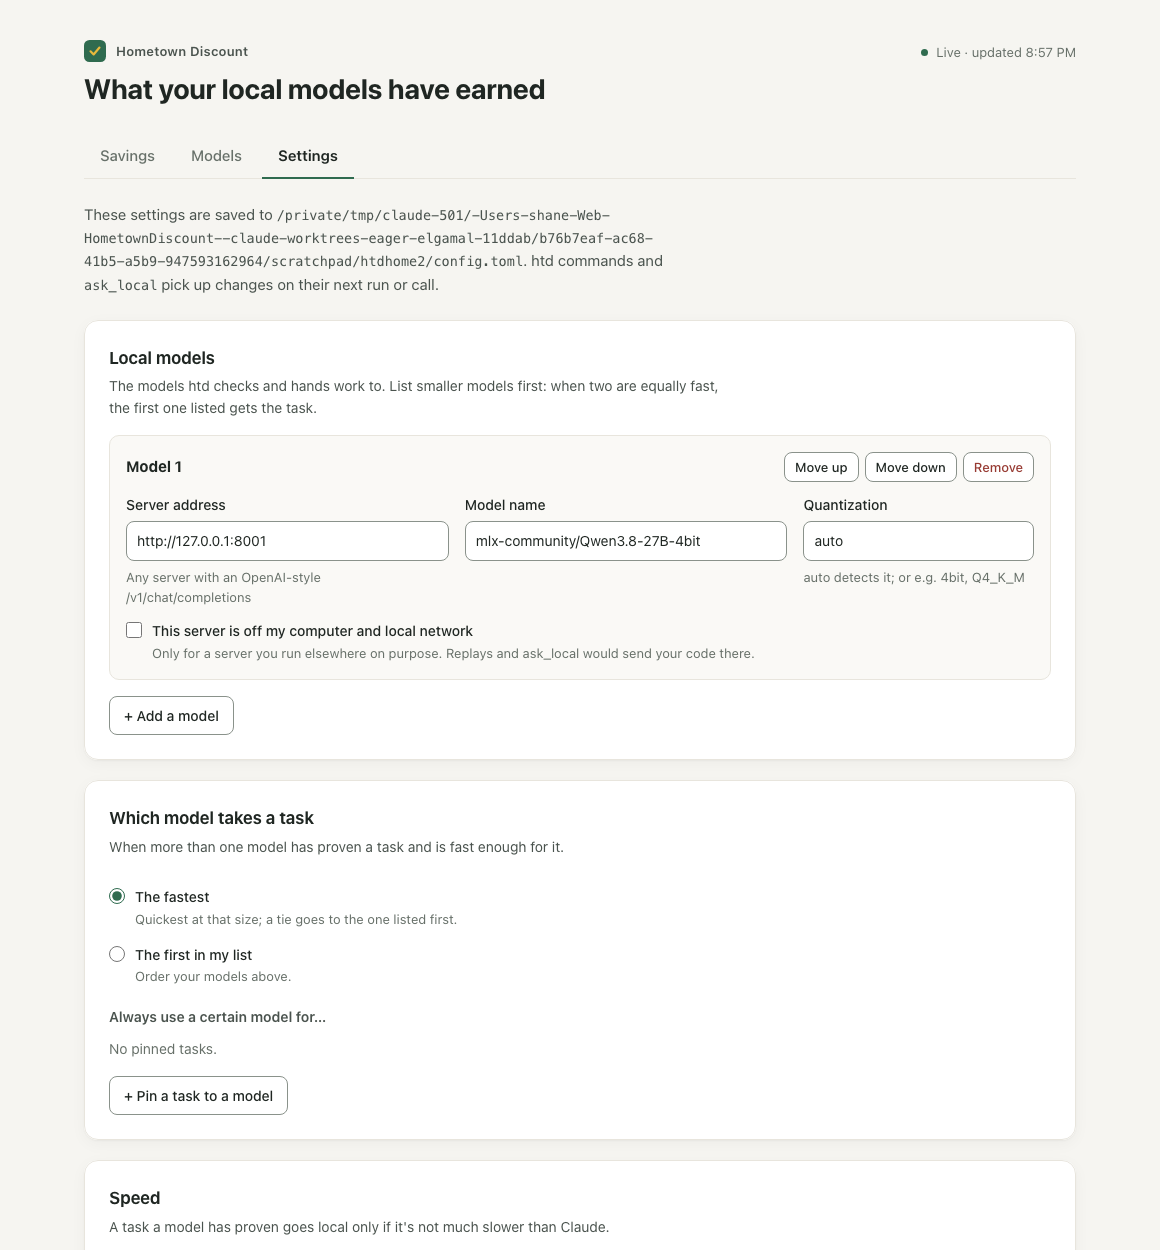 Hometown Discount
Live · updated 8:57 PM
What your local models have earned
Savings
Models
Settings
These settings are saved to /private/tmp/claude-501/-Users-shane-Web-
HometownDiscount--claude-worktrees-eager-elgamal-11ddab/b76b7eaf-ac68-
41b5-a5b9-947593162964/scratchpad/htdhome2/config.toml. htd commands and
ask_local pick up changes on their next run or call.
Local models
The models htd checks and hands work to. List smaller models first: when two are equally fast,
the first one listed gets the task.
Model 1
Move up
Move down
Remove
Server address
Model name
Quantization
http://127.0.0.1:8001
mlx-community/Qwen3.8-27B-4bit
auto
Any server with an OpenAI-style
/v1/chat/completions
auto detects it; or e.g. 4bit, Q4_K_M
This server is off my computer and local network
Only for a server you run elsewhere on purpose. Replays and ask_local would send your code there.
+ Add a model
Which model takes a task
When more than one model has proven a task and is fast enough for it.
The fastest
Quickest at that size; a tie goes to the one listed first.
The first in my list
Order your models above.
Always use a certain model for...
No pinned tasks.
+ Pin a task to a model
Speed
A task a model has proven goes local only if it's not much slower than Claude.